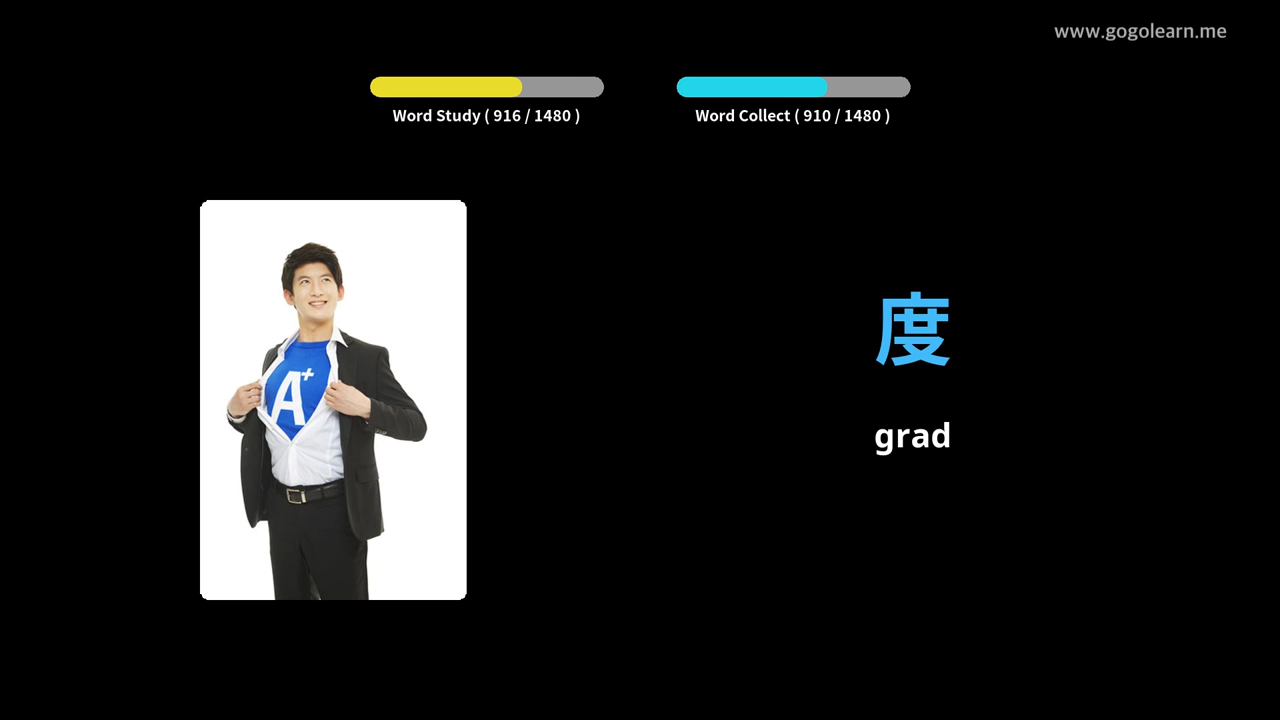 www.gogolearn.me
Word Study ( 916 / 1480 )
Word Collect ( 910 / 1480 )
A+
度
grad